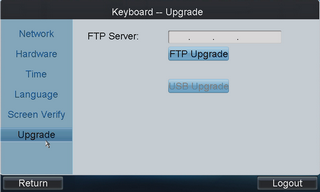 Keyboard -- Upgrade
Network
Hardware
Time
Language
Screen Verify
Upgrade
FTP Server: . . .
FTP Upgrade
USB Upgrade
Return
Logout